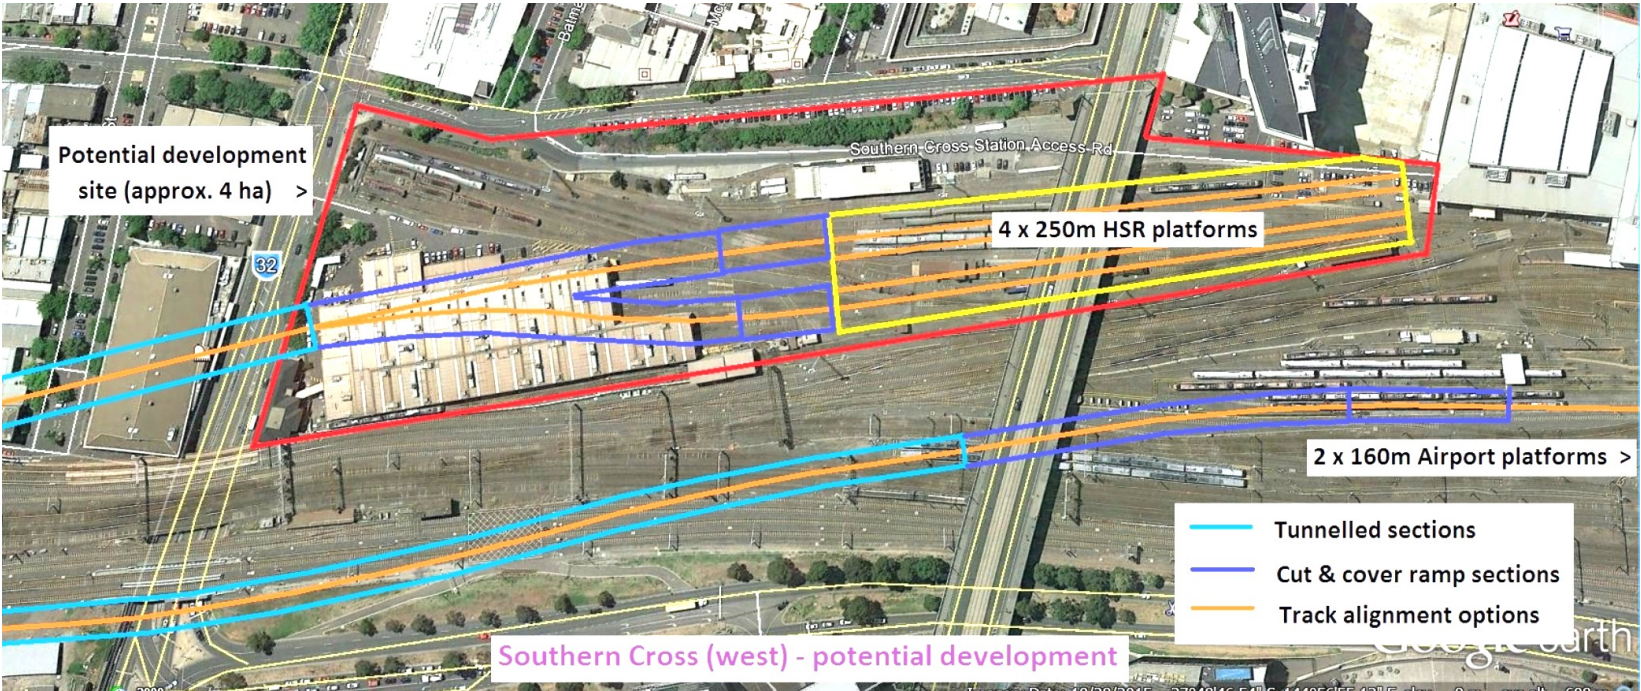 Balma
Potential development
site (approx. 4 ha) >
Southern Cross Station Access Rd
32
4 x 250m HSR platforms
2 x 160m Airport platforms >
Tunnelled sections
Cut & cover ramp sections
Track alignment options
Southern Cross (west) - potential development
Google earth